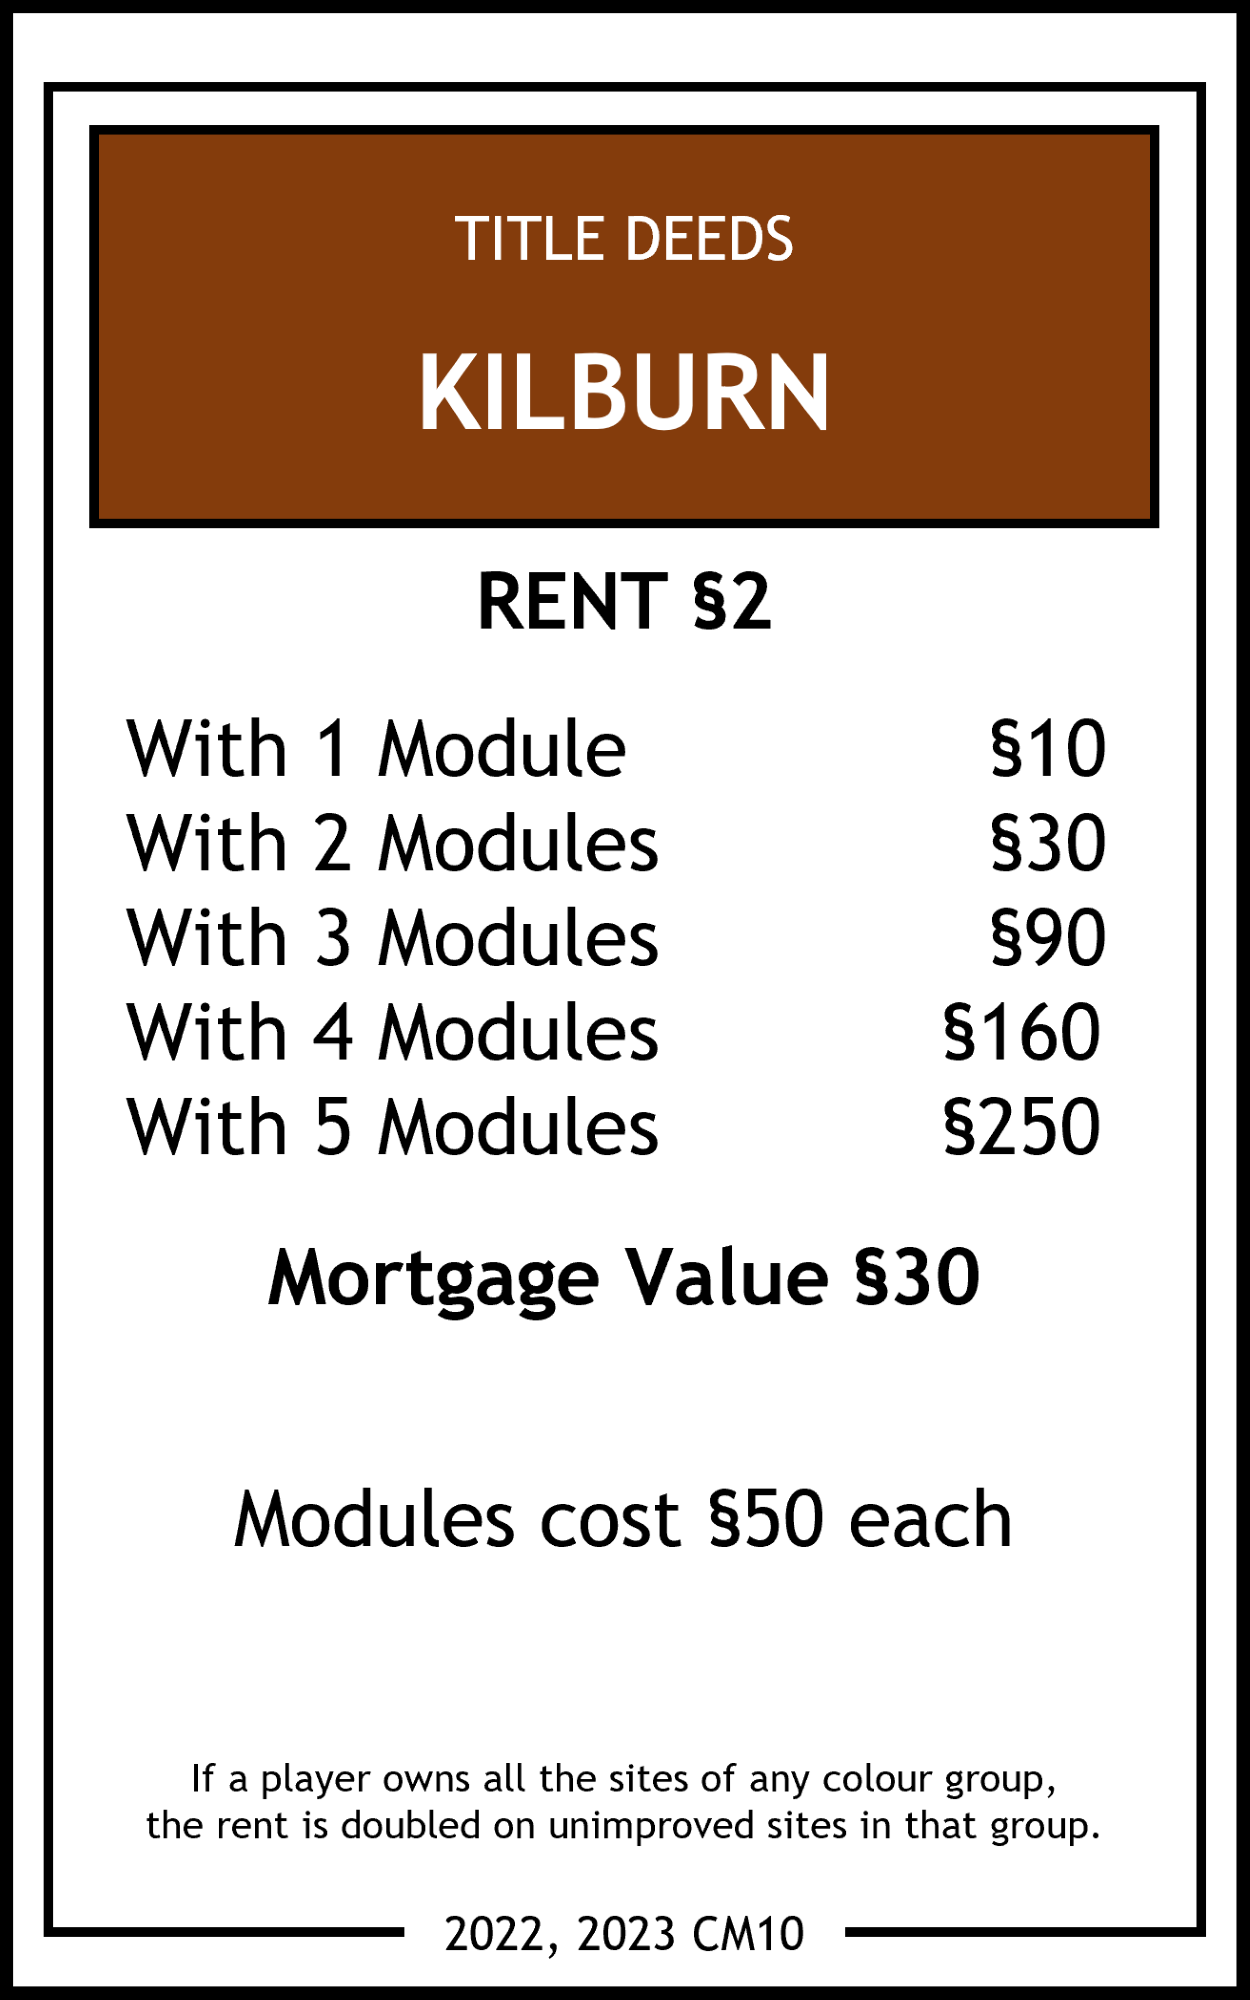 TITLE DEEDS
KILBURN
RENT §2
With 1 Module §10
With 2 Modules §30
With 3 Modules §90
With 4 Modules §160
With 5 Modules §250
Mortgage Value §30
Modules cost §50 each
If a player owns all the sites of any colour group,
the rent is doubled on unimproved sites in that group.
2022, 2023 CM10